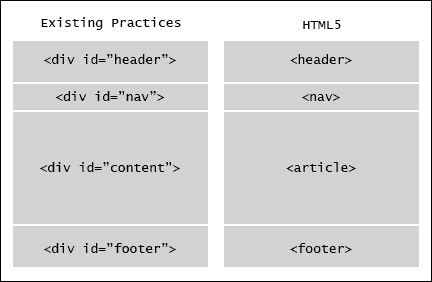 Existing Practices
HTML5
<div id=”header”>
<header>
<div id=”nav”>
<nav>
<div id=”content”>
<article>
<div id=”footer”>
<footer>